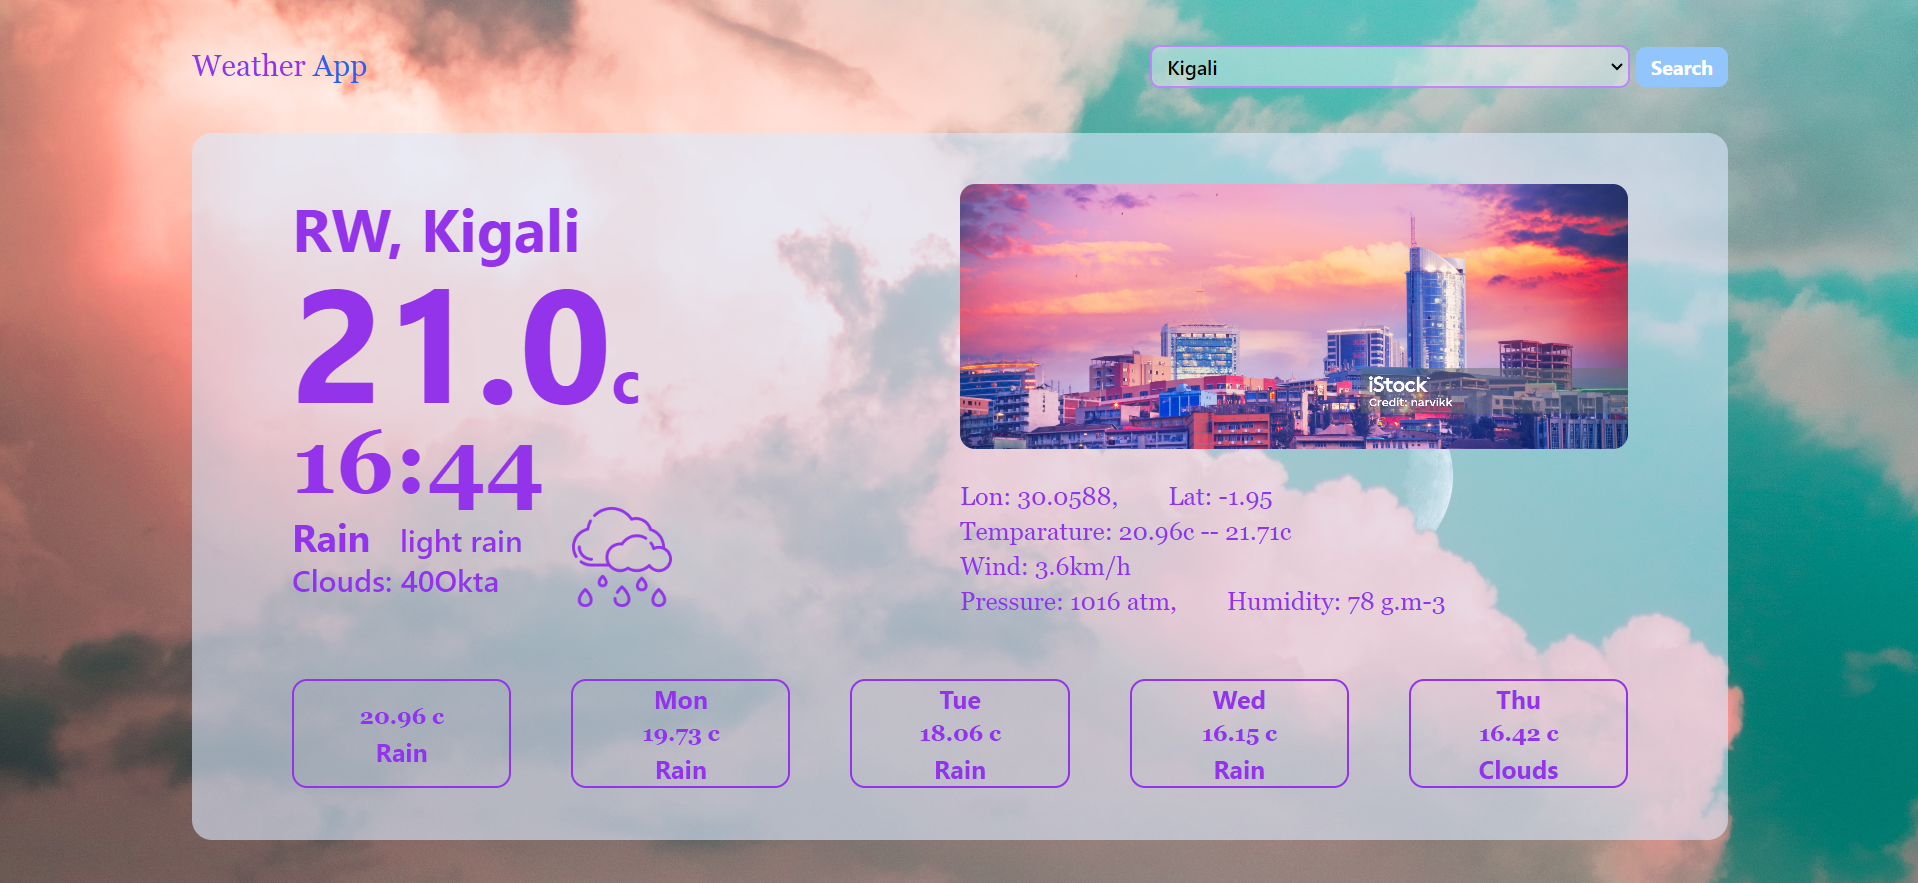 Weather App
Kigali
Search
RW, Kigali
21.0c
16:44
Rain light rain
Clouds: 40Okta
iStock
Credit: narvikk
Lon: 30.0588, Lat: -1.95
Temparature: 20.96c -- 21.71c
Wind: 3.6km/h
Pressure: 1016 atm, Humidity: 78 g.m-3
20.96 c
Rain
Mon
19.73 c
Rain
Tue
18.06 c
Rain
Wed
16.15 c
Rain
Thu
16.42 c
Clouds